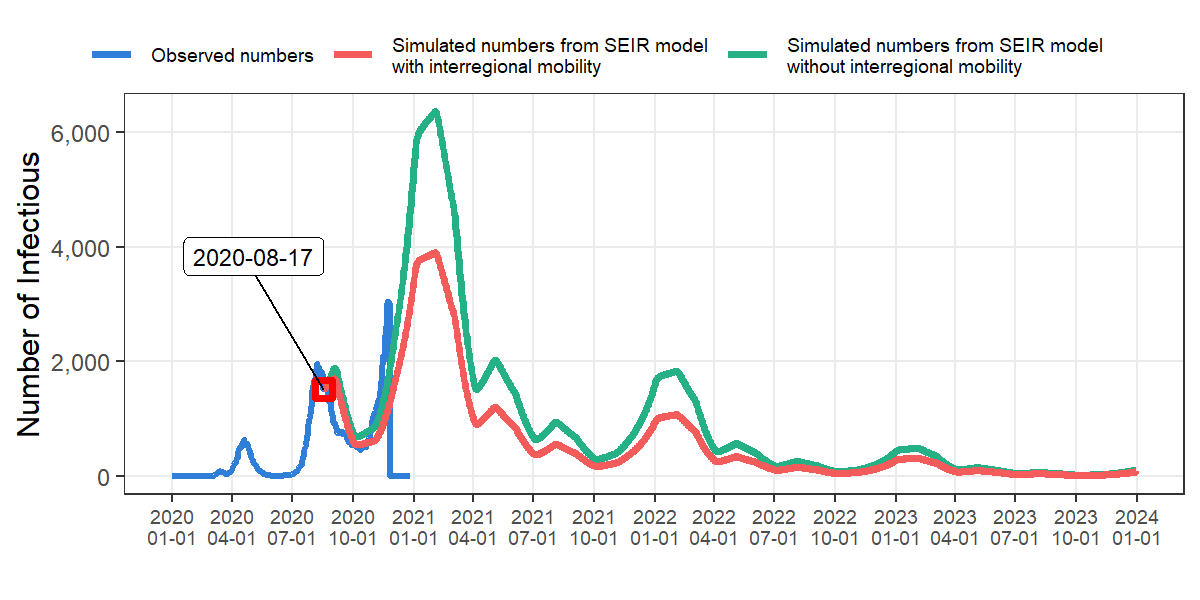 Observed numbers
Simulated numbers from SEIR model
with interregional mobility
Simulated numbers from SEIR model
without interregional mobility
Number of Infectious
6,000
4,000
2,000
0
2020-08-17
2020 2020 2020 2020 2021 2021 2021 2021 2022 2022 2022 2022 2023 2023 2023 2023 2024
01-01 04-01 07-01 10-01 01-01 04-01 07-01 10-01 01-01 04-01 07-01 10-01 01-01 04-01 07-01 10-01 01-01